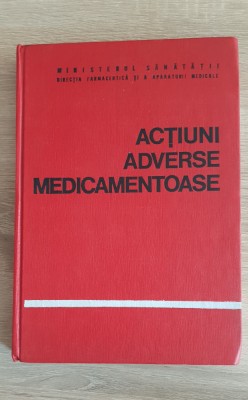 MINISTERUL SĂNĂTĂȚII
DIRECȚIA FARMACEUTICĂ ȘI A APARATURII MEDICALE
ACȚIUNI
ADVERSE
MEDICAMENTOASE